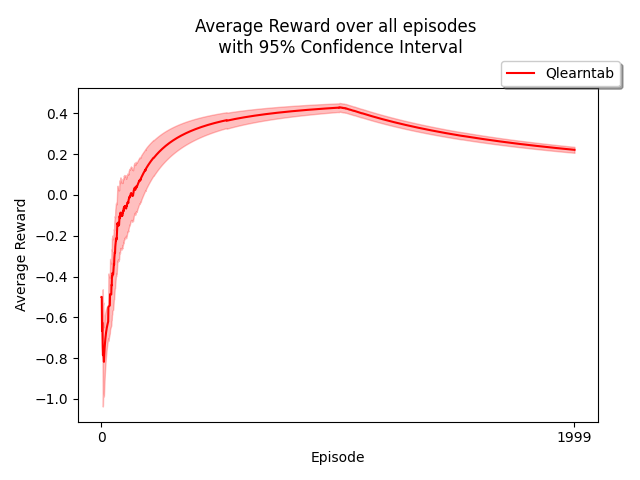 Average Reward over all episodes
with 95% Confidence Interval
Qlearntab
0.4
0.2
0.0
−0.2
−0.4
−0.6
−0.8
−1.0
Average Reward
0
1999
Episode